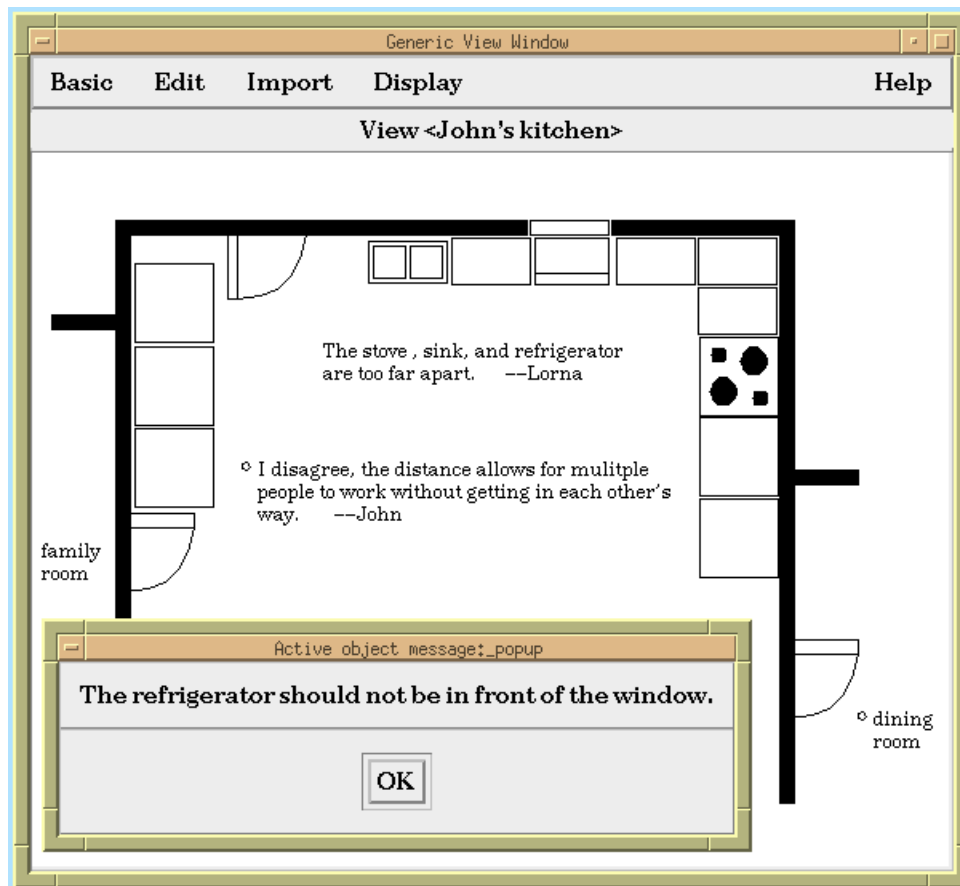 Generic View Window
Basic Edit Import Display Help
View <John's kitchen>
The stove , sink, and refrigerator
are too far apart. --Lorna
I disagree, the distance allows for mulitple
people to work without getting in each other's
way. --John
family
room
Active object message:_popup
The refrigerator should not be in front of the window.
OK
dining
room